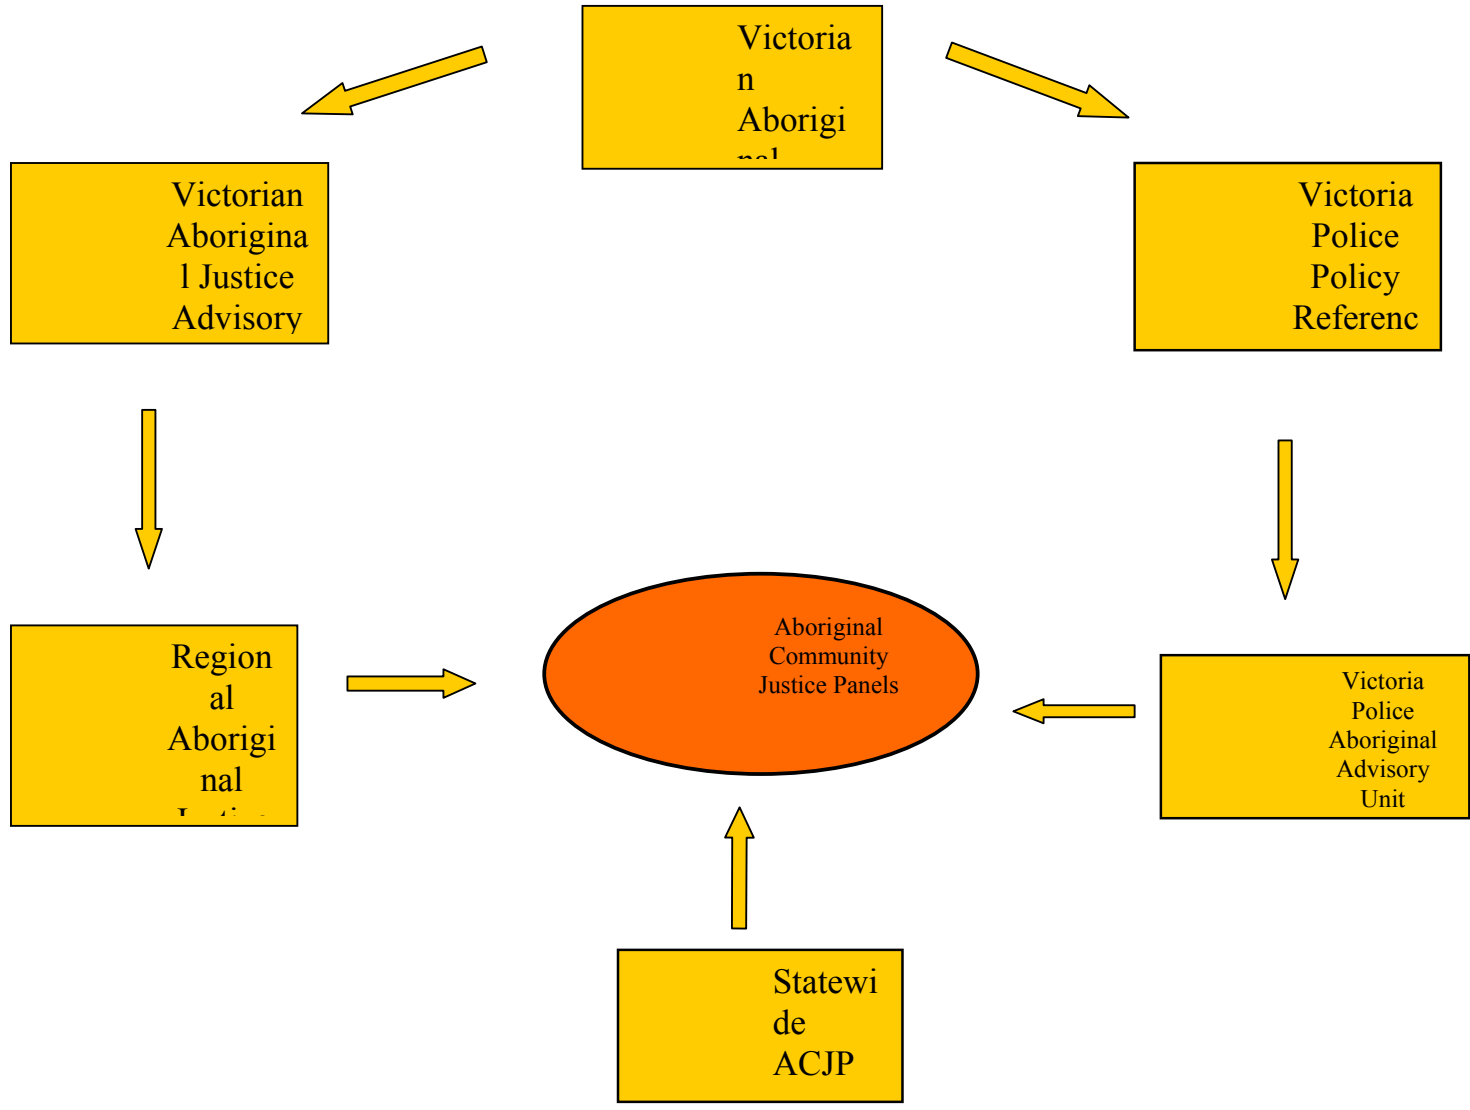 Victoria
n
Aborigi
Victorian
Aborigina
l Justice
Advisory
Victoria
Police
Policy
Referenc
Region
al
Aborigi
nal
Aboriginal
Community
Justice Panels
Victoria
Police
Aboriginal
Advisory
Unit
Statewi
de
ACJP